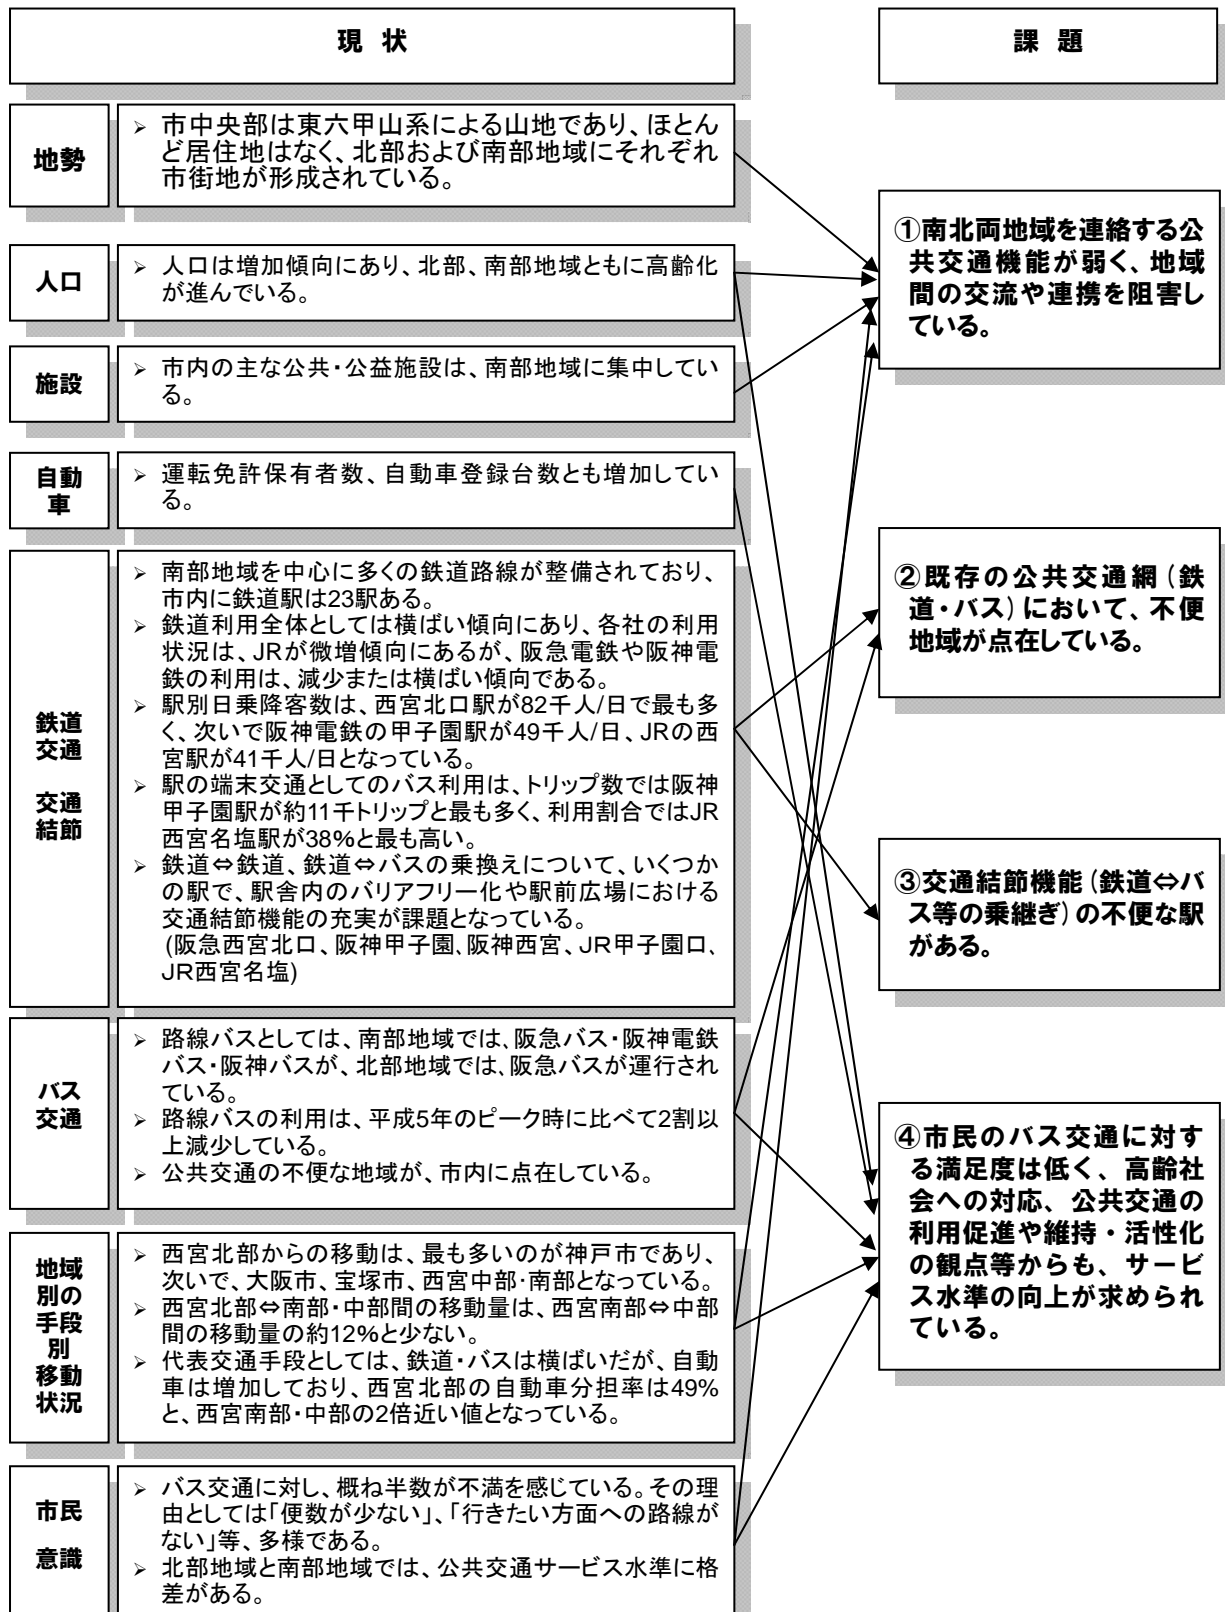 現 状
課 題
地勢
➢ 市中央部は東六甲山系による山地であり、ほとん
ど居住地はなく、北部および南部地域にそれぞれ
市街地が形成されている。
人口
➢ 人口は増加傾向にあり、北部、南部地域ともに高齢化
が進んでいる。
施設
➢ 市内の主な公共・公益施設は、南部地域に集中してい
る。
自動
車
➢ 運転免許保有者数、自動車登録台数とも増加してい
る。
鉄道
交通
交通
結節
➢ 南部地域を中心に多くの鉄道路線が整備されており、
市内に鉄道駅は23駅ある。
➢ 鉄道利用全体としては横ばい傾向にあり、各社の利用
状況は、JRが微増傾向にあるが、阪急電鉄や阪神電
鉄の利用は、減少または横ばい傾向である。
➢ 駅別日乗降客数は、西宮北口駅が82千人/日で最も多
く、次いで阪神電鉄の甲子園駅が49千人/日、JRの西
宮駅が41千人/日となっている。
➢ 駅の端末交通としてのバス利用は、トリップ数では阪神
甲子園駅が約11千トリップと最も多く、利用割合ではJR
西宮名塩駅が38%と最も高い。
➢ 鉄道⇔鉄道、鉄道⇔バスの乗換えについて、いくつか
の駅で、駅舎内のバリアフリー化や駅前広場における
交通結節機能の充実が課題となっている。
(阪急西宮北口、阪神甲子園、阪神西宮、JR甲子園口、
JR西宮名塩)
バス
交通
➢ 路線バスとしては、南部地域では、阪急バス・阪神電鉄
バス・阪神バスが、北部地域では、阪急バスが運行され
ている。
➢ 路線バスの利用は、平成5年のピーク時に比べて2割以
上減少している。
➢ 公共交通の不便な地域が、市内に点在している。
地域
別の
手段
別
移動
状況
➢ 西宮北部からの移動は、最も多いのが神戸市であり、
次いで、大阪市、宝塚市、西宮中部・南部となっている。
➢ 西宮北部⇔南部・中部間の移動量は、西宮南部⇔中部
間の移動量の約12%と少ない。
➢ 代表交通手段としては、鉄道・バスは横ばいだが、自動
車は増加しており、西宮北部の自動車分担率は49%
と、西宮南部・中部の2倍近い値となっている。
市民
意識
➢ バス交通に対し、概ね半数が不満を感じている。その理
由としては「便数が少ない」、「行きたい方面への路線が
ない」等、多様である。
➢ 北部地域と南部地域では、公共交通サービス水準に格
差がある。
①南北両地域を連絡する公
共交通機能が弱く、地域
間の交流や連携を阻害し
ている。
②既存の公共交通網(鉄
道・バス)において、不便
地域が点在している。
③交通結節機能(鉄道⇔バ
ス等の乗継ぎ)の不便な駅
がある。
④市民のバス交通に対す
る満足度は低く、高齢社
会への対応、公共交通の
利用促進や維持・活性化
の観点等からも、サービ
ス水準の向上が求められ
ている。